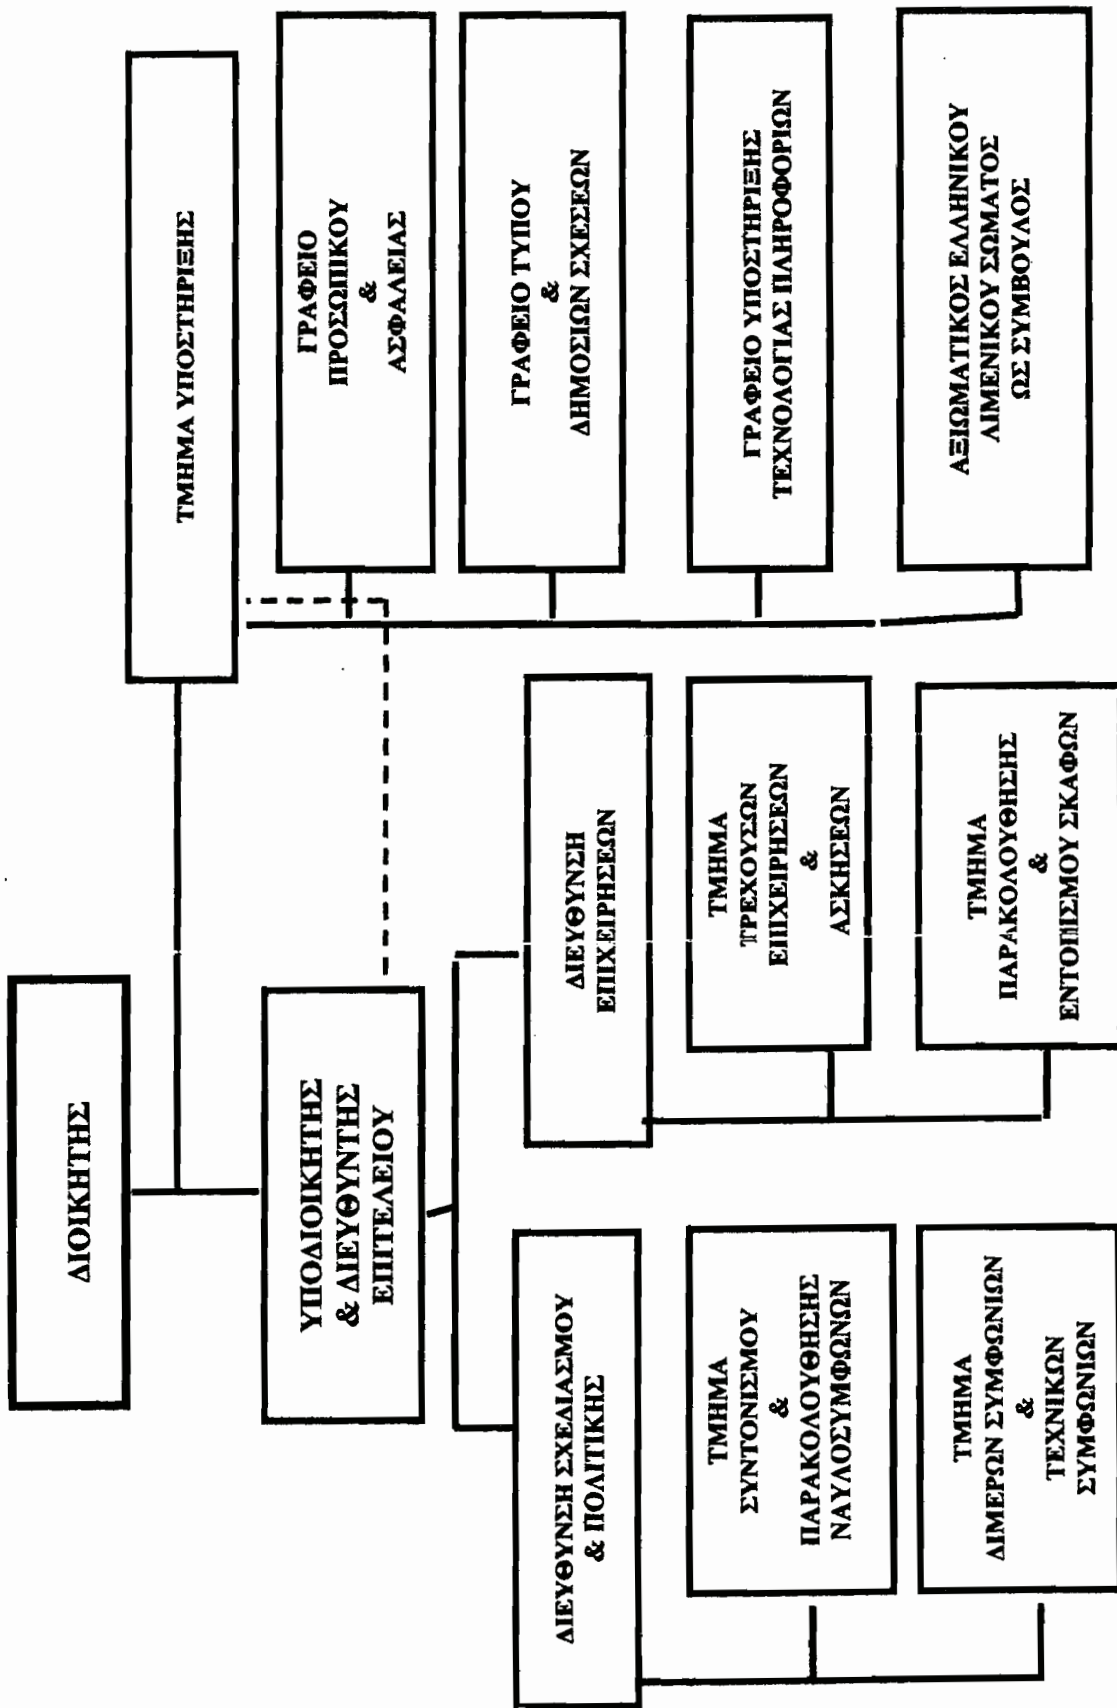 ΔΙΟΙΚΗΤΗΣ
ΤΜΗΜΑ ΥΠΟΣΤΗΡΙΞΗΣ
ΥΠΟΔΙΟΙΚΗΤΗΣ
& ΔΙΕΥΘΥΝΤΗΣ
ΕΠΙΤΕΛΕΙΟΥ
ΓΡΑΦΕΙΟ
ΠΡΟΣΩΠΙΚΟΥ
&
ΑΣΦΑΛΕΙΑΣ
ΓΡΑΦΕΙΟ ΤΥΠΟΥ
&
ΔΗΜΟΣΙΩΝ ΣΧΕΣΕΩΝ
ΓΡΑΦΕΙΟ ΥΠΟΣΤΗΡΙΞΗΣ
ΤΕΧΝΟΛΟΓΙΑΣ ΠΛΗΡΟΦΟΡΙΩΝ
ΑΞΙΩΜΑΤΙΚΟΣ ΕΛΛΗΝΙΚΟΥ
ΛΙΜΕΝΙΚΟΥ ΣΩΜΑΤΟΣ
ΩΣ ΣΥΜΒΟΥΛΟΣ
ΔΙΕΥΘΥΝΣΗ ΣΧΕΔΙΑΣΜΟΥ
& ΠΟΛΙΤΙΚΗΣ
ΤΜΗΜΑ
ΣΥΝΤΟΝΙΣΜΟΥ
&
ΠΑΡΑΚΟΛΟΥΘΗΣΗΣ
ΝΑΥΛΟΣΥΜΦΩΝΩΝ
ΤΜΗΜΑ
ΔΙΜΕΡΩΝ ΣΥΜΦΩΝΙΩΝ
&
ΤΕΧΝΙΚΩΝ
ΣΥΜΦΩΝΙΩΝ
ΔΙΕΥΘΥΝΣΗ
ΕΠΙΧΕΙΡΗΣΕΩΝ
ΤΜΗΜΑ
ΤΡΕΧΟΥΣΩΝ
ΕΠΙΧΕΙΡΗΣΕΩΝ
&
ΑΣΚΗΣΕΩΝ
ΤΜΗΜΑ
ΠΑΡΑΚΟΛΟΥΘΗΣΗΣ
&
ΕΝΤΟΠΙΣΜΟΥ ΣΚΑΦΩΝ